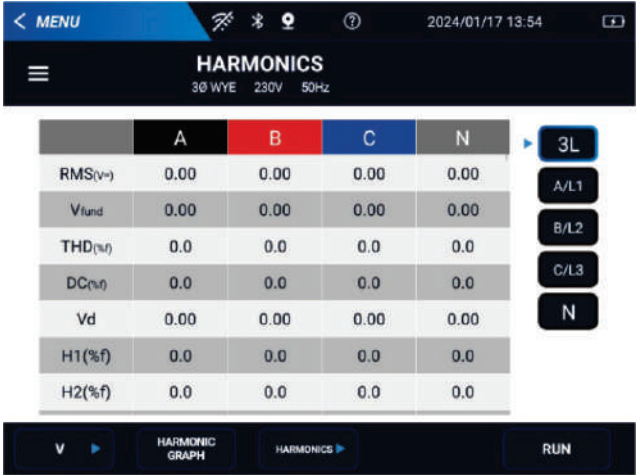 < MENU 2024/01/17 13:54
HARMONICS
3Ø WYE 230V 50Hz
A B C N
RMS(V≂) 0.00 0.00 0.00 0.00
Vfund 0.00 0.00 0.00 0.00
THD(%f) 0.0 0.0 0.0 0.0
DC(%f) 0.0 0.0 0.0 0.0
Vd 0.00 0.00 0.00 0.00
H1(%f) 0.0 0.0 0.0 0.0
H2(%f) 0.0 0.0 0.0 0.0
3L
A/L1
B/L2
C/L3
N
V
HARMONIC
GRAPH
HARMONICS
RUN